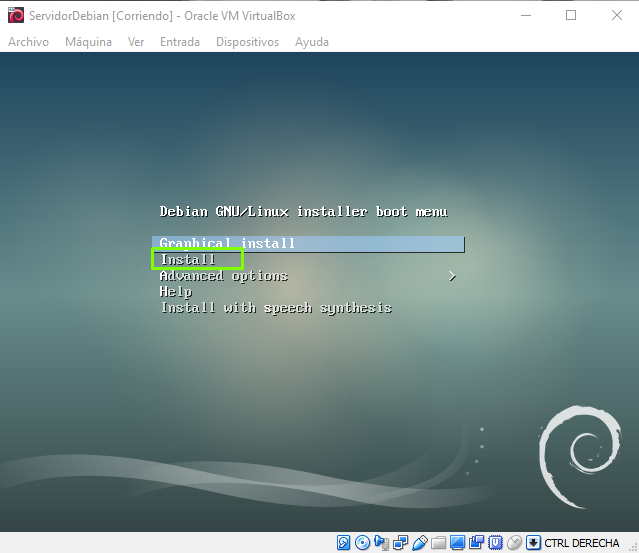 ServidorDebian [Corriendo] - Oracle VM VirtualBox
Archivo Máquina Ver Entrada Dispositivos Ayuda
Debian GNU/Linux installer boot menu
Graphical install
Install
Advanced options >
Help
Install with speech synthesis
CTRL DERECHA